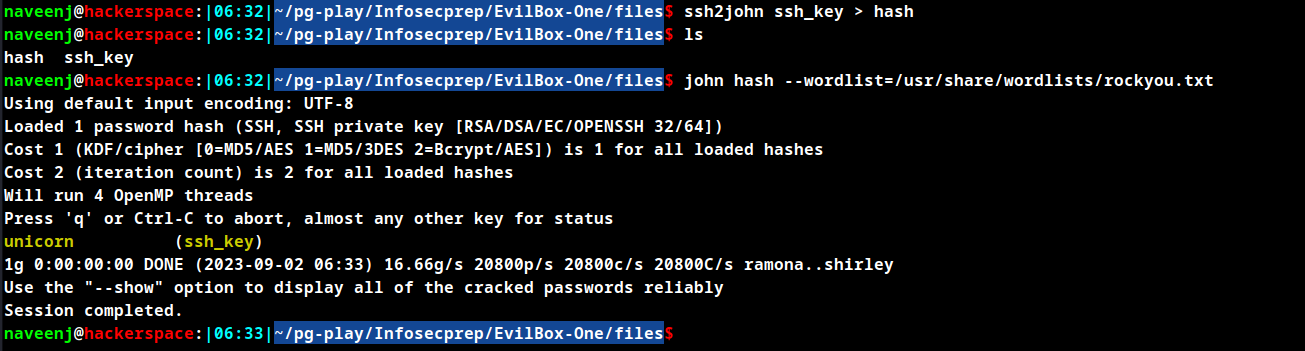 naveenj@hackerspace:|06:32|~/pg-play/Infosecprep/EvilBox-One/files$ ssh2john ssh_key > hash
naveenj@hackerspace:|06:32|~/pg-play/Infosecprep/EvilBox-One/files$ ls
hash  ssh_key
naveenj@hackerspace:|06:32|~/pg-play/Infosecprep/EvilBox-One/files$ john hash --wordlist=/usr/share/wordlists/rockyou.txt
Using default input encoding: UTF-8
Loaded 1 password hash (SSH, SSH private key [RSA/DSA/EC/OPENSSH 32/64])
Cost 1 (KDF/cipher [0=MD5/AES 1=MD5/3DES 2=Bcrypt/AES]) is 1 for all loaded hashes
Cost 2 (iteration count) is 2 for all loaded hashes
Will run 4 OpenMP threads
Press 'q' or Ctrl-C to abort, almost any other key for status
unicorn          (ssh_key)
1g 0:00:00:00 DONE (2023-09-02 06:33) 16.66g/s 20800p/s 20800c/s 20800C/s ramona..shirley
Use the "--show" option to display all of the cracked passwords reliably
Session completed.
naveenj@hackerspace:|06:33|~/pg-play/Infosecprep/EvilBox-One/files$